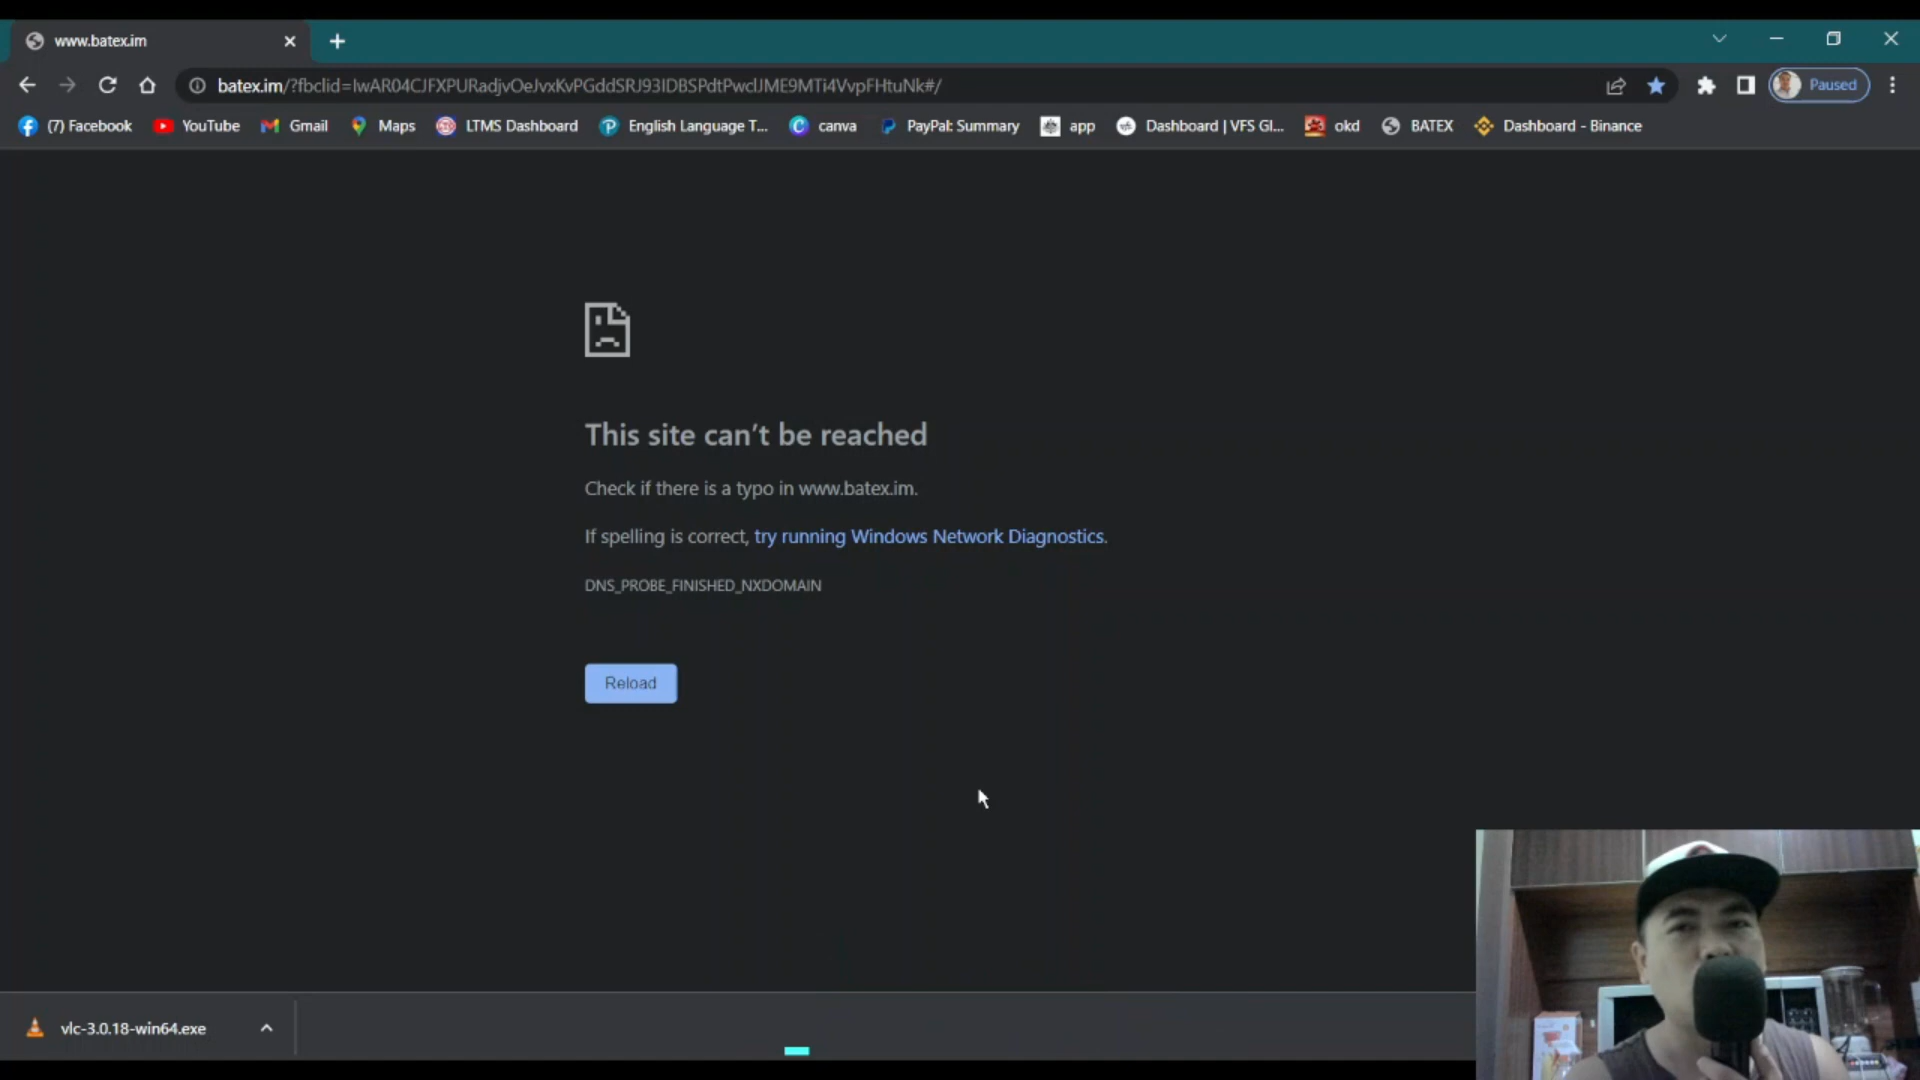 www.batex.im
batex.im/?fbclid=IwAR04CJFXPURadjvOeJvxKvPGddSRJ93IDBSPdtPwclJME9MTi4VvpFHtuNk#/
Paused
(7) Facebook YouTube Gmail Maps LTMS Dashboard English Language T... canva PayPal: Summary app Dashboard | VFS Gl... okd BATEX Dashboard - Binance
This site can't be reached
Check if there is a typo in www.batex.im.
If spelling is correct, try running Windows Network Diagnostics.
DNS_PROBE_FINISHED_NXDOMAIN
Reload
vlc-3.0.18-win64.exe